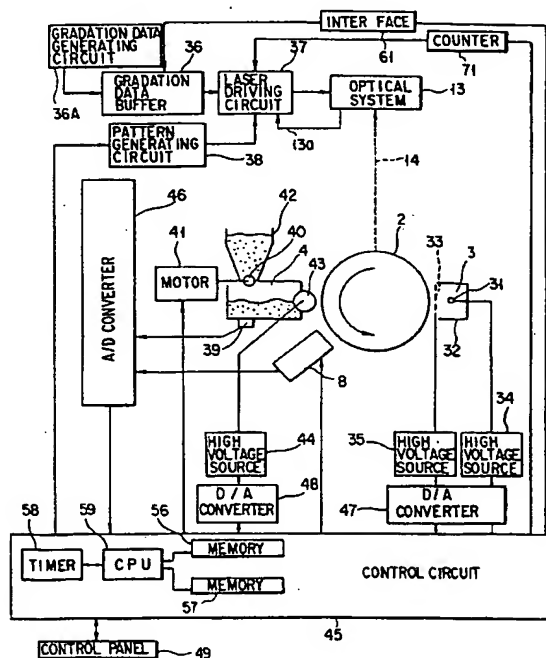 INTER FACE
61
COUNTER
71
GRADATION DATA
GENERATING
CIRCUIT
36A
36
GRADATION
DATA
BUFFER
37
LASER
DRIVING
CIRCUIT
OPTICAL
SYSTEM
13
13a
14
PATTERN
GENERATING
CIRCUIT
38
46
A/D CONVERTER
41
MOTOR
42
40
4
43
39
8
2
33
3
31
32
34
HIGH
VOLTAGE
SOURCE
44
D/A
CONVERTER
48
35
HIGH
VOLTAGE
SOURCE
HIGH
VOLTAGE
SOURCE
D/A
CONVERTER
47
58
TIMER
59
CPU
56
MEMORY
MEMORY
57
CONTROL CIRCUIT
45
CONTROL PANEL
49